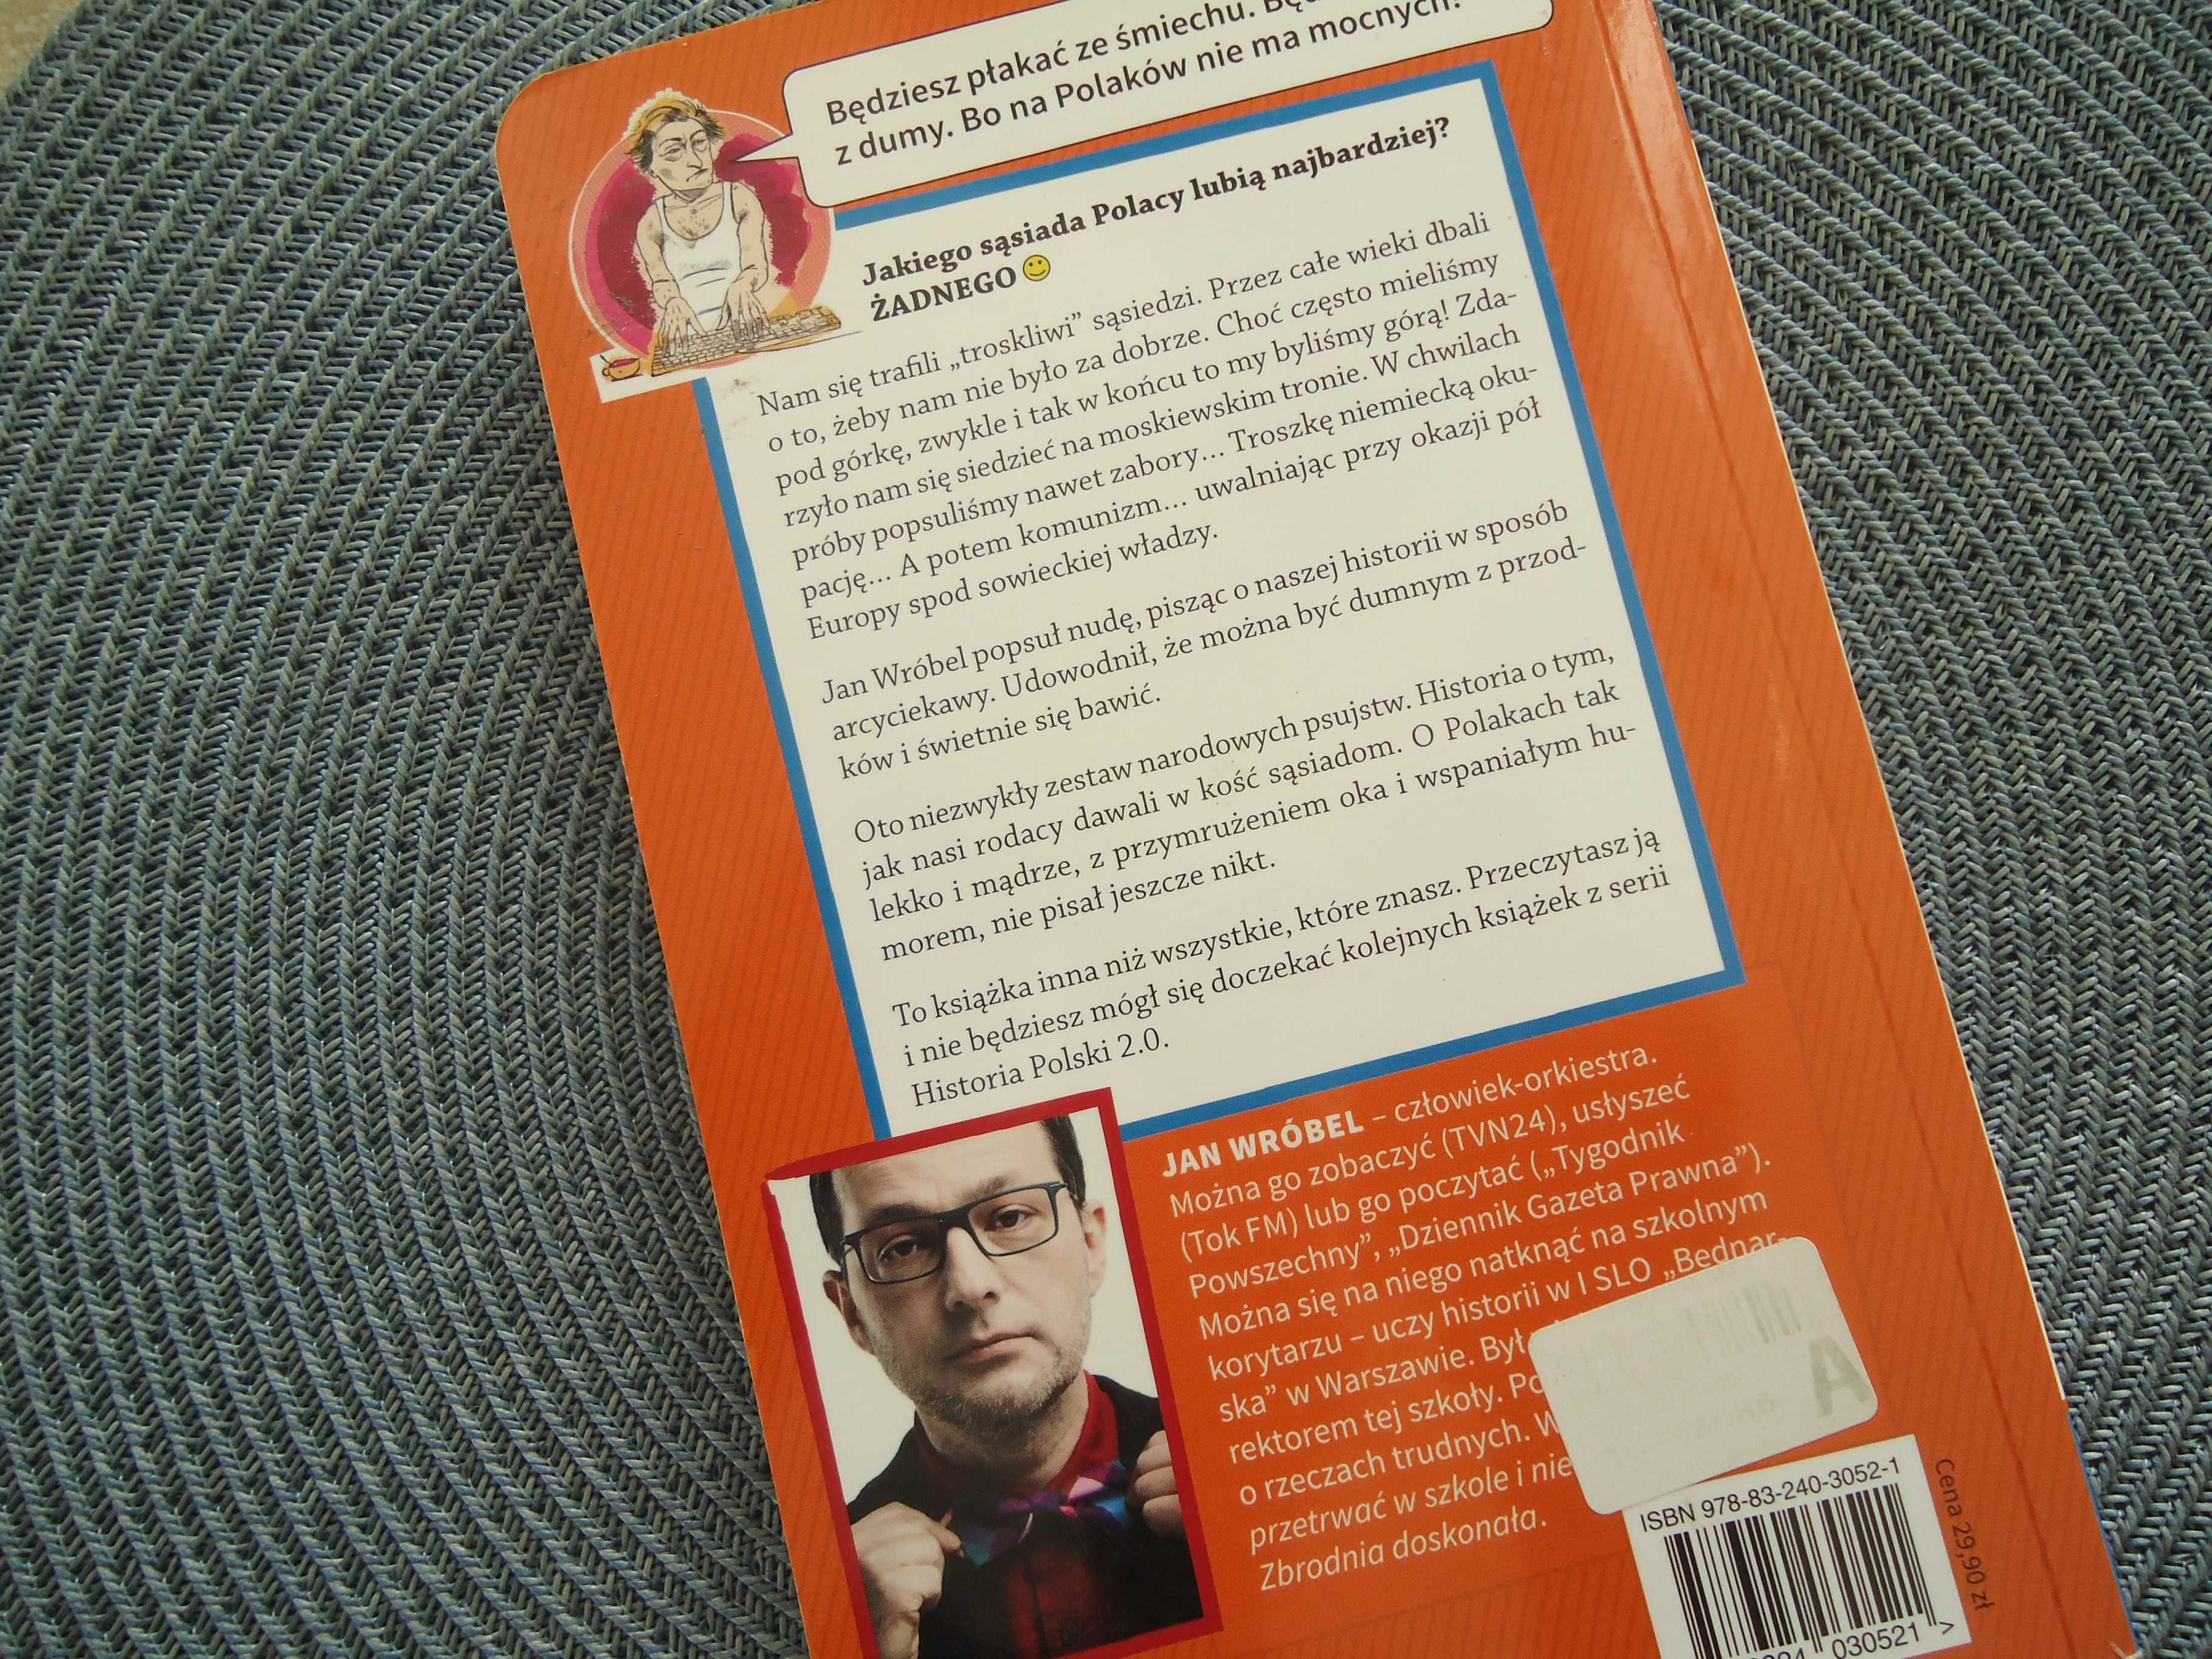 Będziesz płakać ze śmiechu.
z dumy. Bo na Polaków nie ma mocnych!
Jakiego sąsiada Polacy lubią najbardziej?
ŻADNEGO
Nam się trafili „troskliwi” sąsiedzi. Przez całe wieki dbali
o to, żeby nam nie było za dobrze. Choć często mieliśmy
pod górkę, zwykle i tak w końcu to my byliśmy górą! Zda-
rzyło nam się siedzieć na moskiewskim tronie. W chwilach
próby popsuliśmy nawet zabory... Troszkę niemiecką oku-
pację... A potem komunizm... uwalniając przy okazji pół
Europy spod sowieckiej władzy.
Jan Wróbel popsuł nudę, pisząc o naszej historii w sposób
arcyciekawy. Udowodnił, że można być dumnym z przod-
ków i świetnie się bawić.
Oto niezwykły zestaw narodowych psujstw. Historia o tym,
jak nasi rodacy dawali w kość sąsiadom. O Polakach tak
lekko i mądrze, z przymrużeniem oka i wspaniałym hu-
morem, nie pisał jeszcze nikt.
To książka inna niż wszystkie, które znasz. Przeczytasz ją
i nie będziesz mógł się doczekać kolejnych książek z serii
Historia Polski 2.0.
JAN WRÓBEL – człowiek-orkiestra.
Można go zobaczyć (TVN24), usłyszeć
(Tok FM) lub go poczytać („Tygodnik
Powszechny”, „Dziennik Gazeta Prawna”).
Można się na niego natknąć na szkolnym
korytarzu – uczy historii w I SLO „Bednar-
ska” w Warszawie. Był
rektorem tej szkoły.
o rzeczach trudnych.
przetrwać w szkole i nie
Zbrodnia doskonała.
A
ISBN 978-83-240-3052-1
030521 >
Cena 29,90 zł